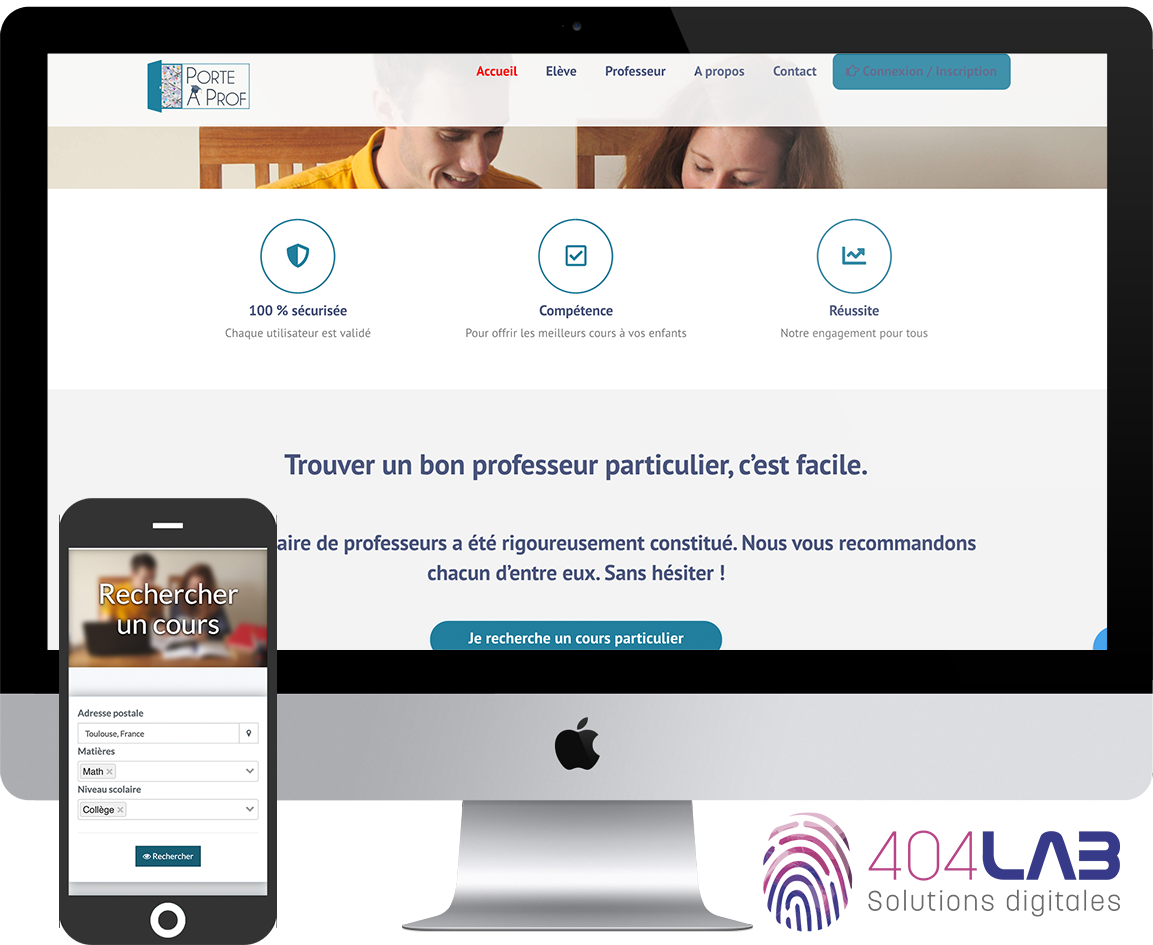 PORTE
A PROF
Accueil
Elève
Professeur
A propos
Contact
Connexion / Inscription
100 % sécurisée
Chaque utilisateur est validé
Compétence
Pour offrir les meilleurs cours à vos enfants
Réussite
Notre engagement pour tous
Trouver un bon professeur particulier, c’est facile.
aire de professeurs a été rigoureusement constitué. Nous vous recommandons
chacun d’entre eux. Sans hésiter !
Je recherche un cours particulier
Rechercher
un cours
Adresse postale
Toulouse, France
Matières
Math ×
Niveau scolaire
Collège ×
Rechercher
404LAB
Solutions digitales